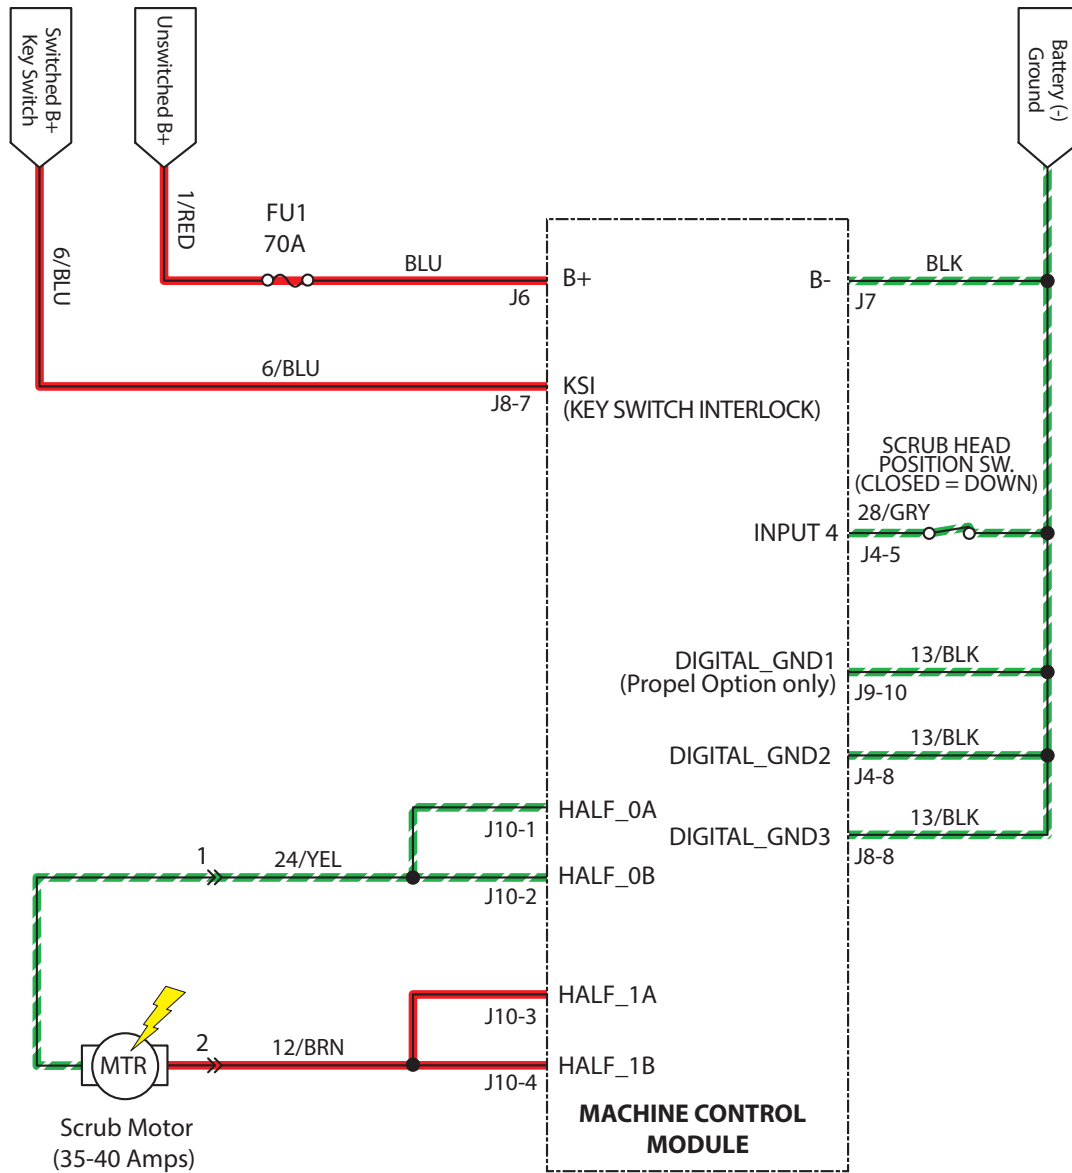 Switched B+
Key Switch
Unswitched B+
Battery (-)
Ground
1/RED
6/BLU
FU1
70A
BLU
J6
B+
B-
BLK
J7
6/BLU
J8-7
KSI
(KEY SWITCH INTERLOCK)
SCRUB HEAD
POSITION SW.
(CLOSED = DOWN)
28/GRY
INPUT 4
J4-5
DIGITAL_GND1
(Propel Option only)
13/BLK
J9-10
DIGITAL_GND2
13/BLK
J4-8
HALF_0A
J10-1
DIGITAL_GND3
13/BLK
J8-8
1
24/YEL
HALF_0B
J10-2
HALF_1A
J10-3
MTR
2
12/BRN
HALF_1B
J10-4
Scrub Motor
(35-40 Amps)
MACHINE CONTROL
MODULE